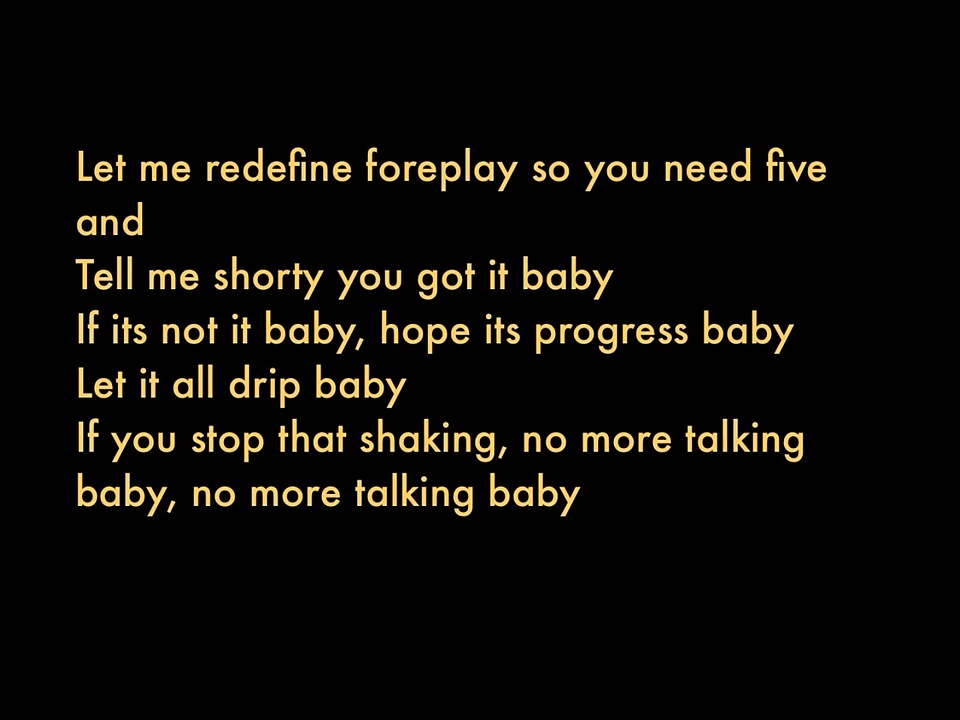 Let me redefine foreplay so you need five
and
Tell me shorty you got it baby
If its not it baby, hope its progress baby
Let it all drip baby
If you stop that shaking, no more talking
baby, no more talking baby